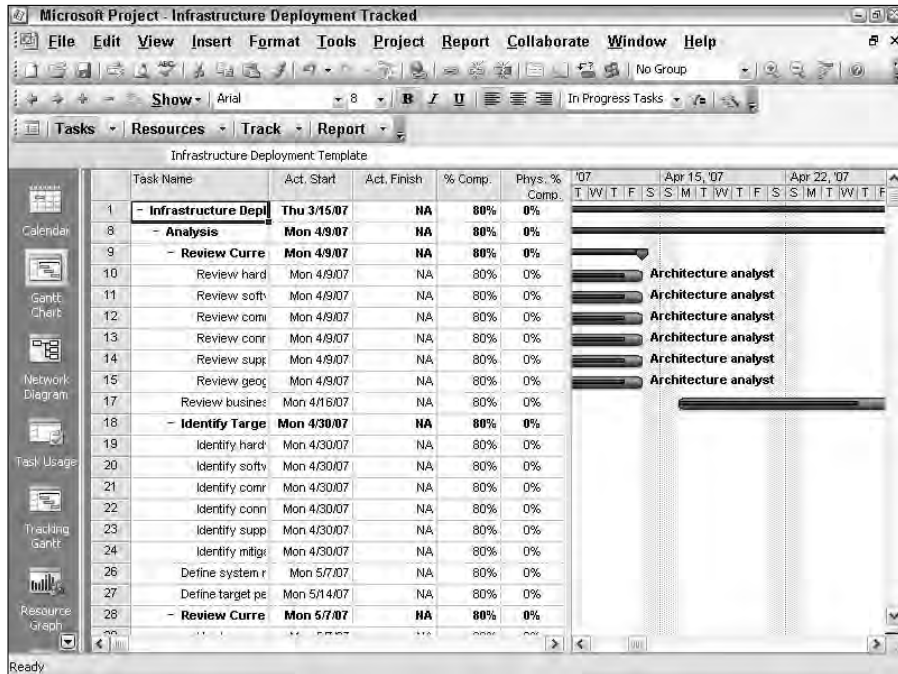 Microsoft Project - Infrastructure Deployment Tracked
File Edit View Insert Format Tools Project Report Collaborate Window Help
No Group
Show Arial 8 B I U In Progress Tasks
Tasks Resources Track Report
Infrastructure Deployment Template
Task Name Act. Start Act. Finish % Comp. Phys. % Comp. '07 Apr 15, '07 Apr 22, '07
T W T F S S M T W T F S S M T W T F
1 - Infrastructure Depl Thu 3/15/07 NA 80% 0%
8 - Analysis Mon 4/9/07 NA 80% 0%
9 - Review Curre Mon 4/9/07 NA 80% 0%
10 Review hard Mon 4/9/07 NA 80% 0% Architecture analyst
11 Review soft Mon 4/9/07 NA 80% 0% Architecture analyst
12 Review com Mon 4/9/07 NA 80% 0% Architecture analyst
13 Review conr Mon 4/9/07 NA 80% 0% Architecture analyst
14 Review supp Mon 4/9/07 NA 80% 0% Architecture analyst
15 Review geog Mon 4/9/07 NA 80% 0% Architecture analyst
17 Review busines Mon 4/16/07 NA 80% 0%
18 - Identify Targe Mon 4/30/07 NA 80% 0%
19 Identify hard Mon 4/30/07 NA 80% 0%
20 Identify softv Mon 4/30/07 NA 80% 0%
21 Identify comr Mon 4/30/07 NA 80% 0%
22 Identify conn Mon 4/30/07 NA 80% 0%
23 Identify supp Mon 4/30/07 NA 80% 0%
24 Identify mitig Mon 4/30/07 NA 80% 0%
26 Define system r Mon 5/7/07 NA 80% 0%
27 Define target pe Mon 5/14/07 NA 80% 0%
28 - Review Curre Mon 5/7/07 NA 80% 0%
Calendar
Gantt Chart
Network Diagram
Task Usage
Tracking Gantt
Resource Graph
Ready